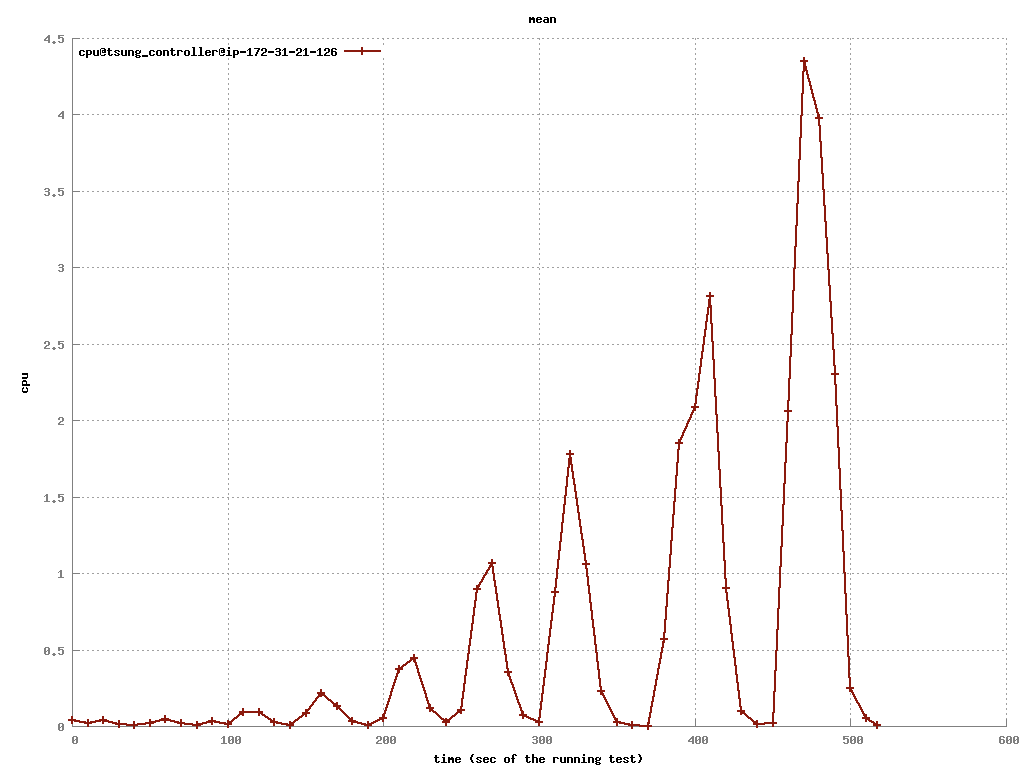 mean
cpu@tsung_controller@ip-172-31-21-126
4.5
4
3.5
3
2.5
2
1.5
1
0.5
0
cpu
0 100 200 300 400 500 600
time (sec of the running test)